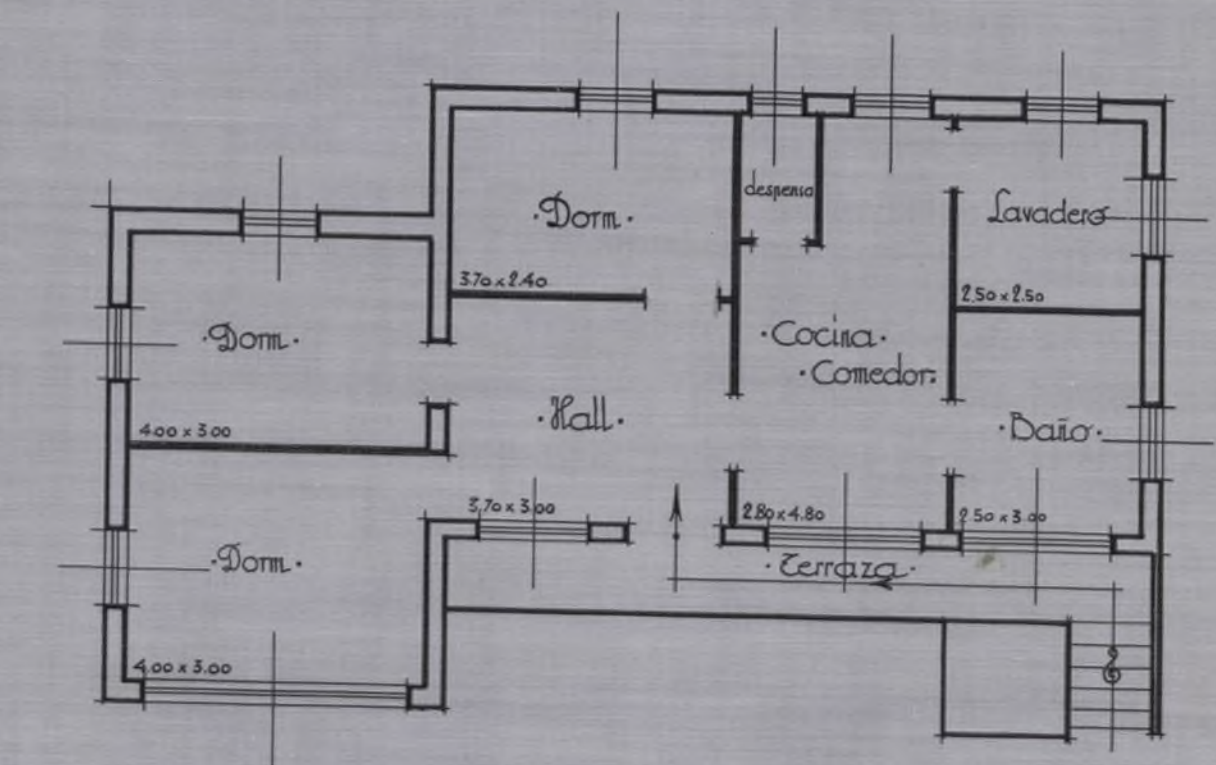 despensa
·Dorm·
Lavadero
3.70 x 2.40
2.50 x 2.50
·Dorm·
·Cocina·
·Comedor·
·Hall·
·Baño·
4.00 x 3.00
3.70 x 3.00
2.80 x 4.80
2.50 x 3.00
·Dorm·
·Terraza·
4.00 x 3.00